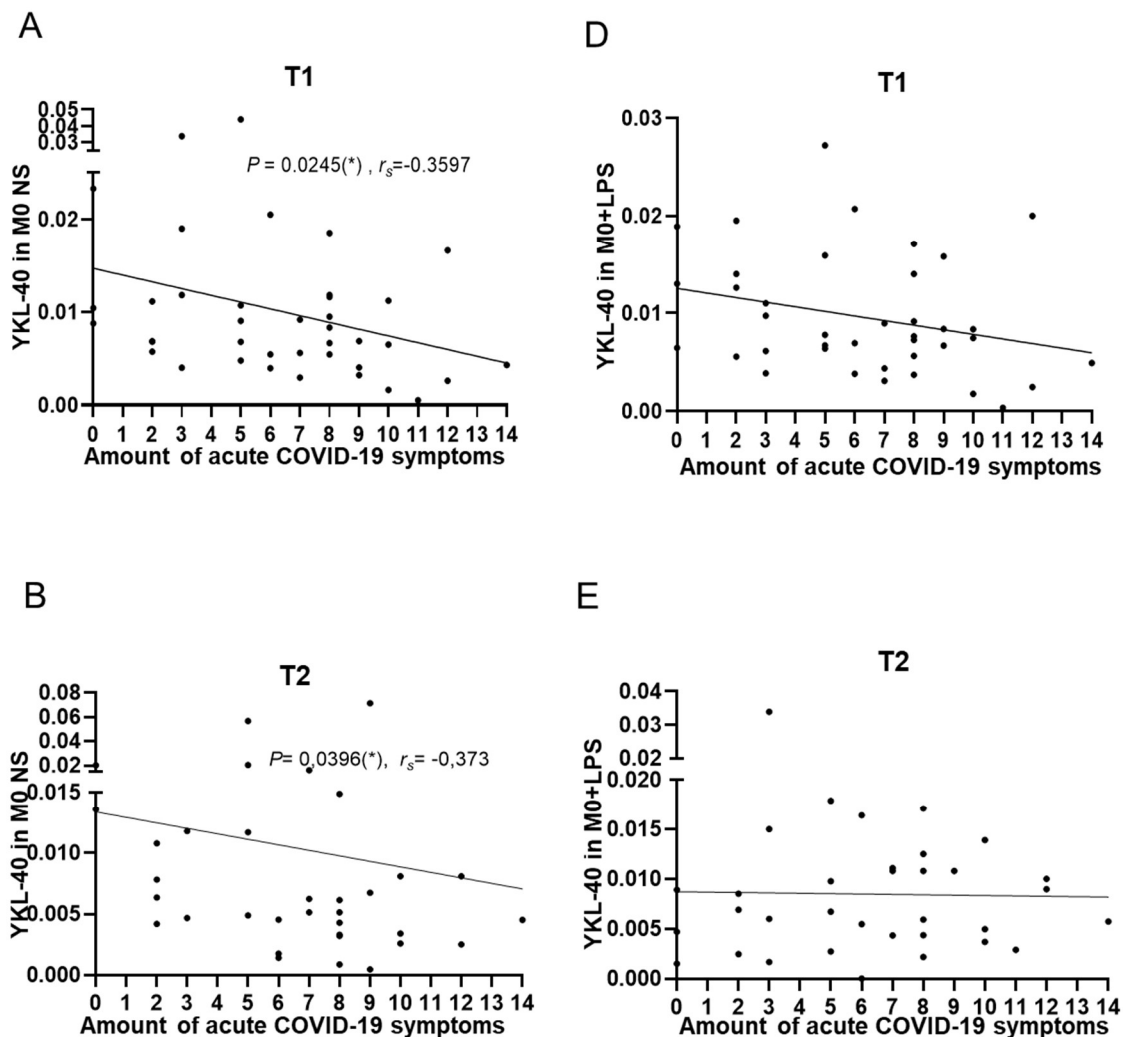 A
T1
YKL-40 in M0 NS
0.05
0.04
0.03
0.02
0.01
0.00
P = 0.0245(*) , rs=-0.3597
0 1 2 3 4 5 6 7 8 9 10 11 12 13 14
Amount of acute COVID-19 symptoms
D
T1
YKL-40 in M0+LPS
0.03
0.02
0.01
0.00
0 1 2 3 4 5 6 7 8 9 10 11 12 13 14
Amount of acute COVID-19 symptoms
B
T2
YKL-40 in M0 NS
0.08
0.06
0.04
0.02
0.015
0.010
0.005
0.000
P= 0,0396(*), rs= -0,373
0 1 2 3 4 5 6 7 8 9 10 11 12 13 14
Amount of acute COVID-19 symptoms
E
T2
YKL-40 in M0+LPS
0.04
0.03
0.02
0.020
0.015
0.010
0.005
0.000
0 1 2 3 4 5 6 7 8 9 10 11 12 13 14
Amount of acute COVID-19 symptoms